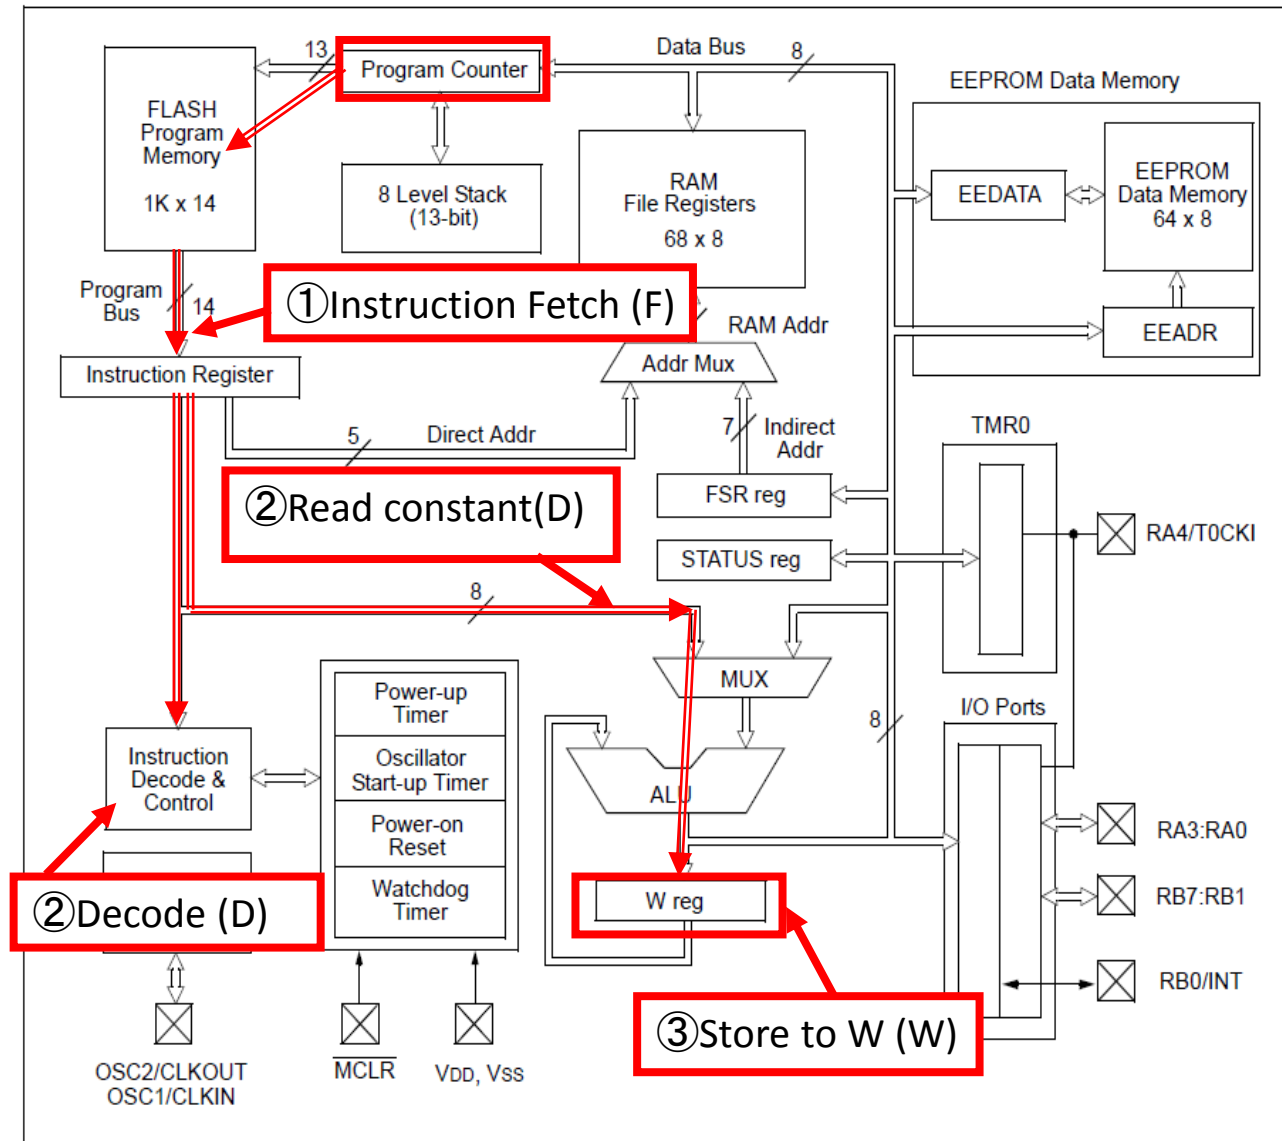 13
Program Counter
Data Bus
8
EEPROM Data Memory
FLASH
Program
Memory
1K x 14
8 Level Stack
(13-bit)
RAM
File Registers
68 x 8
EEDATA
EEPROM
Data Memory
64 x 8
Program
Bus
14
①Instruction Fetch (F)
RAM Addr
EEADR
Instruction Register
Addr Mux
5
Direct Addr
7
Indirect
Addr
TMR0
②Read constant(D)
FSR reg
STATUS reg
RA4/T0CKI
8
MUX
Power-up
Timer
I/O Ports
8
Instruction
Decode &
Control
Oscillator
Start-up Timer
ALU
Power-on
Reset
RA3:RA0
②Decode (D)
Watchdog
Timer
W reg
RB7:RB1
RB0/INT
③Store to W (W)
OSC2/CLKOUT
OSC1/CLKIN
MCLR
VDD, VSS